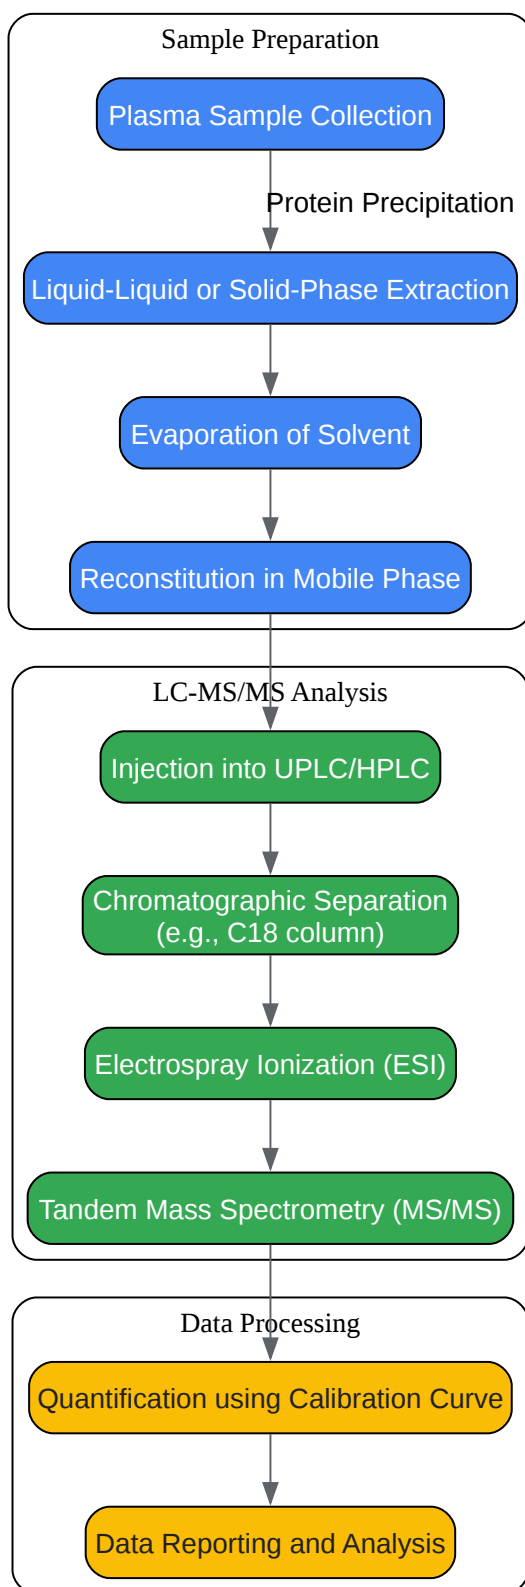 Sample Preparation
Plasma Sample Collection
Protein Precipitation
Liquid-Liquid or Solid-Phase Extraction
Evaporation of Solvent
Reconstitution in Mobile Phase
LC-MS/MS Analysis
Injection into UPLC/HPLC
Chromatographic Separation
(e.g., C18 column)
Electrospray Ionization (ESI)
Tandem Mass Spectrometry (MS/MS)
Data Processing
Quantification using Calibration Curve
Data Reporting and Analysis